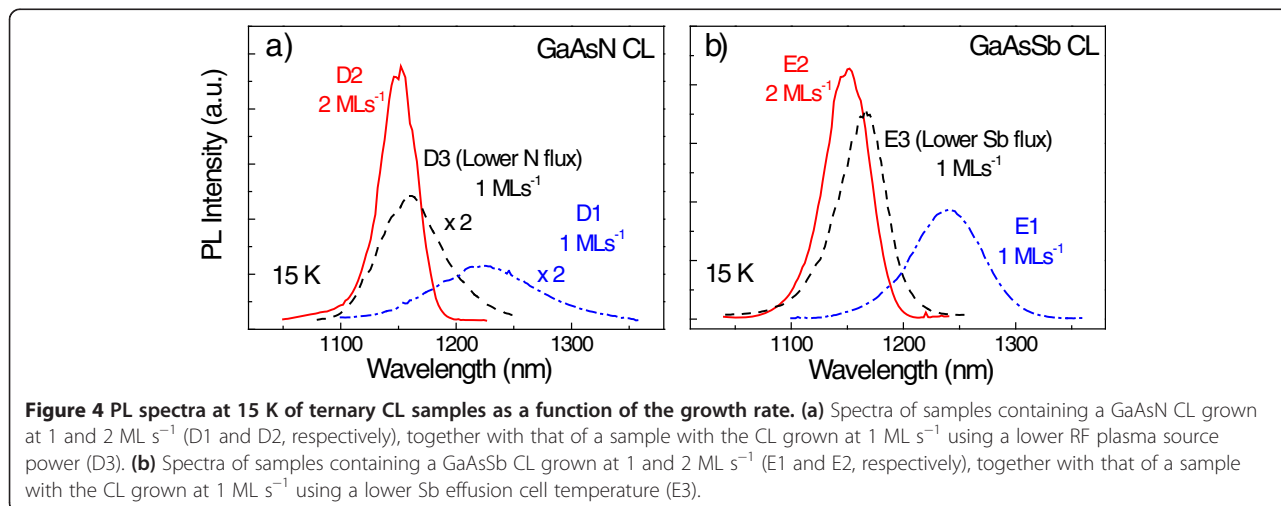 a)
GaAsN CL
D2
2 MLs⁻¹
D3 (Lower N flux)
1 MLs⁻¹
x 2
D1
1 MLs⁻¹
x 2
15 K
PL Intensity (a.u.)
1100 1200 1300
Wavelength (nm)
b)
GaAsSb CL
E2
2 MLs⁻¹
E3 (Lower Sb flux)
1 MLs⁻¹
E1
1 MLs⁻¹
15 K
1100 1200 1300
Wavelength (nm)
Figure 4 PL spectra at 15 K of ternary CL samples as a function of the growth rate. (a) Spectra of samples containing a GaAsN CL grown
at 1 and 2 ML s⁻¹ (D1 and D2, respectively), together with that of a sample with the CL grown at 1 ML s⁻¹ using a lower RF plasma source
power (D3). (b) Spectra of samples containing a GaAsSb CL grown at 1 and 2 ML s⁻¹ (E1 and E2, respectively), together with that of a sample
with the CL grown at 1 ML s⁻¹ using a lower Sb effusion cell temperature (E3).